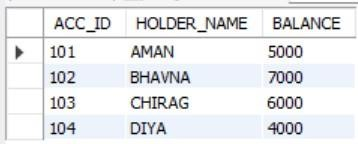 ACC_ID HOLDER_NAME BALANCE
101 AMAN 5000
102 BHAVNA 7000
103 CHIRAG 6000
104 DIYA 4000